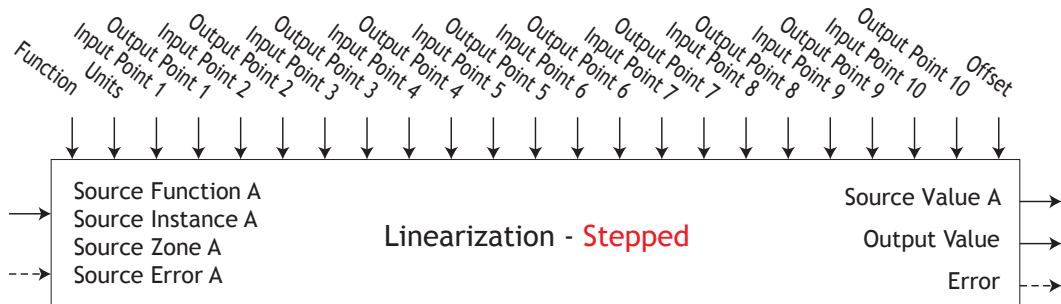 Function
Units
Input Point 1
Output Point 1
Input Point 2
Output Point 2
Input Point 3
Output Point 3
Input Point 4
Output Point 4
Input Point 5
Output Point 5
Input Point 6
Output Point 6
Input Point 7
Output Point 7
Input Point 8
Output Point 8
Input Point 9
Output Point 9
Input Point 10
Output Point 10
Offset
Source Function A
Source Instance A
Source Zone A
Source Error A
Linearization - Stepped
Source Value A
Output Value
Error